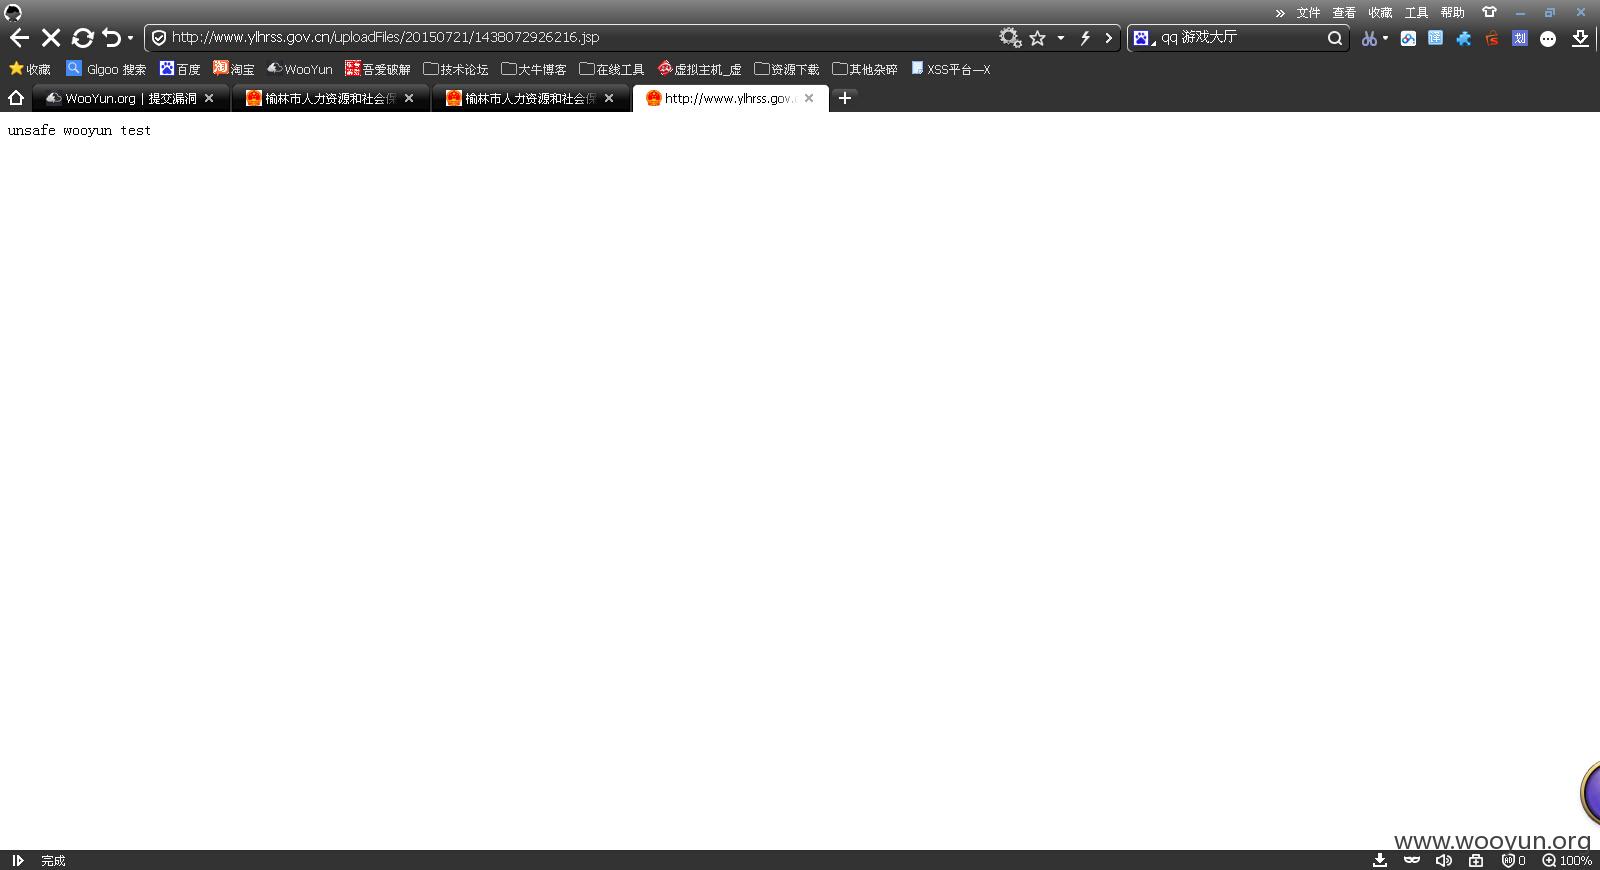 » 文件 查看 收藏 工具 帮助
http://www.ylhrss.gov.cn/uploadFiles/20150721/1438072926216.jsp
qq 游戏大厅
收藏 Glgoo 搜索 百度 淘宝 WooYun 吾爱破解 技术论坛 大牛博客 在线工具 虚拟主机_虚 资源下载 其他杂碎 XSS平台—X
WooYun.org | 提交漏洞 榆林市人力资源和社会保 榆林市人力资源和社会保 http://www.ylhrss.gov.
unsafe wooyun test
www.wooyun.org
完成 0 100%